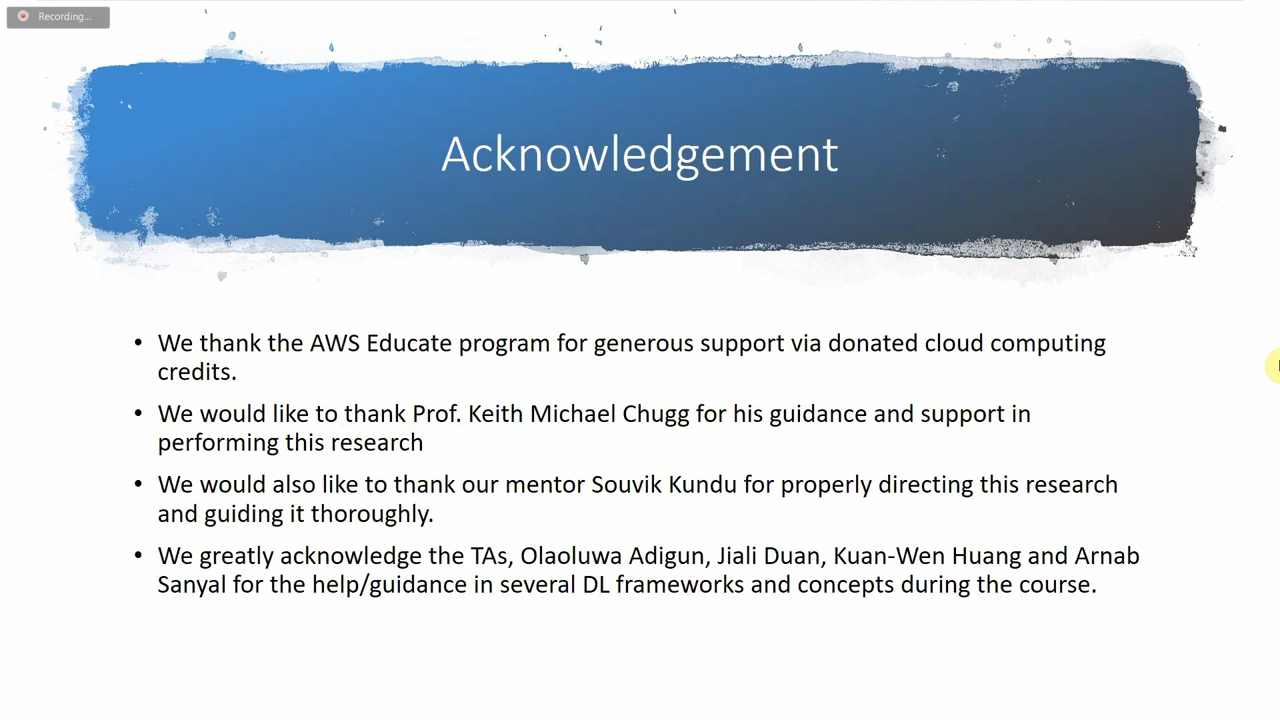 Recording...
Acknowledgement
• We thank the AWS Educate program for generous support via donated cloud computing
credits.
• We would like to thank Prof. Keith Michael Chugg for his guidance and support in
performing this research
• We would also like to thank our mentor Souvik Kundu for properly directing this research
and guiding it thoroughly.
• We greatly acknowledge the TAs, Olaoluwa Adigun, Jiali Duan, Kuan-Wen Huang and Arnab
Sanyal for the help/guidance in several DL frameworks and concepts during the course.